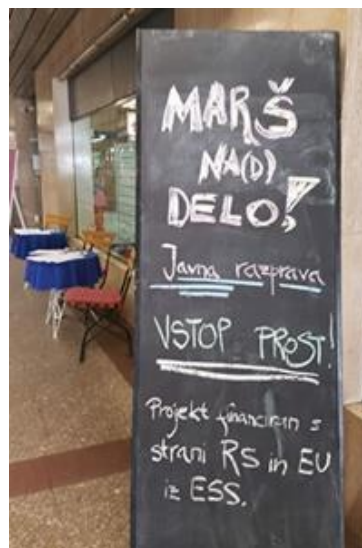 MARŠ
NA(D)
DELO!
Javna razprava
VSTOP PROST!
Projekt financiran s
strani RS in EU
iz ESS.